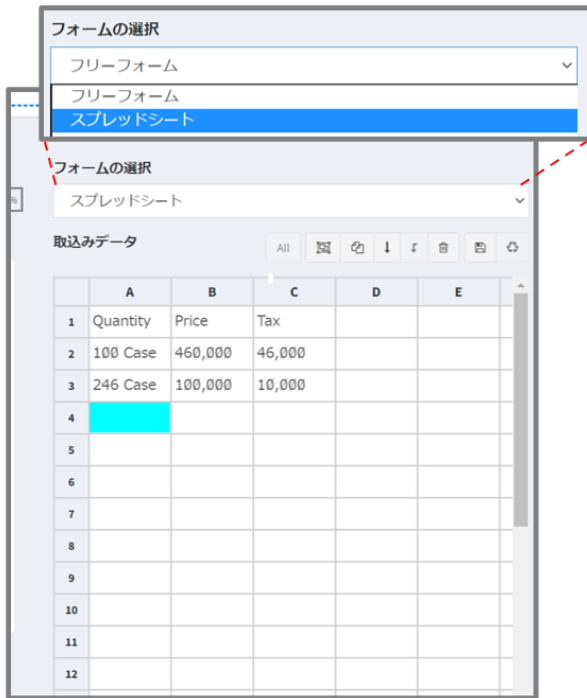 フォームの選択
フリーフォーム
フリーフォーム
スプレッドシート
フォームの選択
%
スプレッドシート
取込みデータ
All
A B C D E
1 Quantity Price Tax
2 100 Case 460,000 46,000
3 246 Case 100,000 10,000
4
5
6
7
8
9
10
11
12